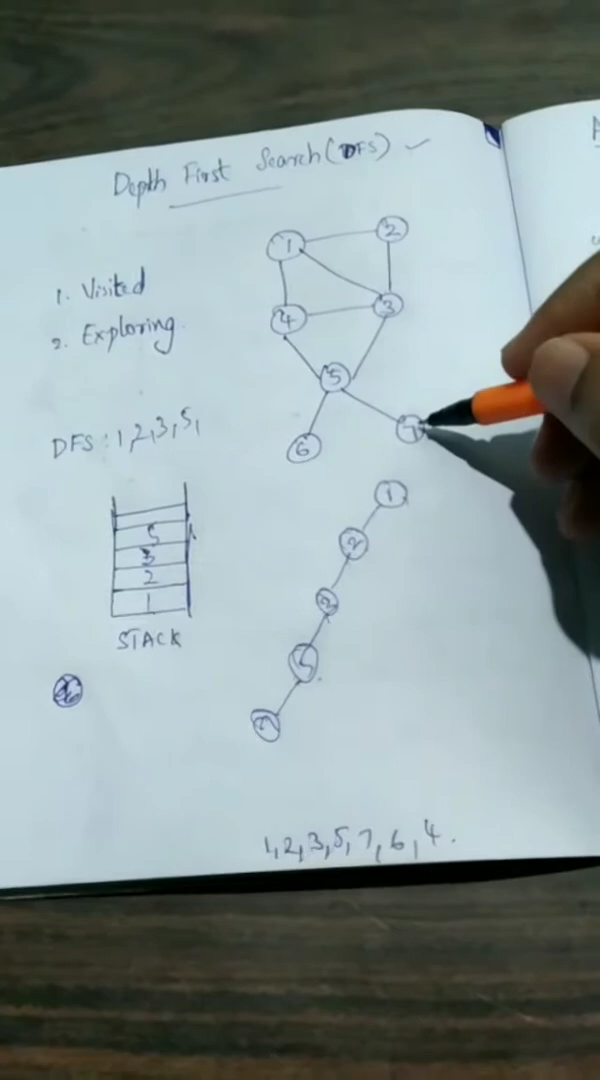 Depth First Search (DFS)
1. Visited
2. Exploring
1
2
4
3
5
6
7
DFS : 1, 2, 3, 5,
5
3
2
1
STACK
1
2
3
5
7
1, 2, 3, 5, 7, 6, 4.